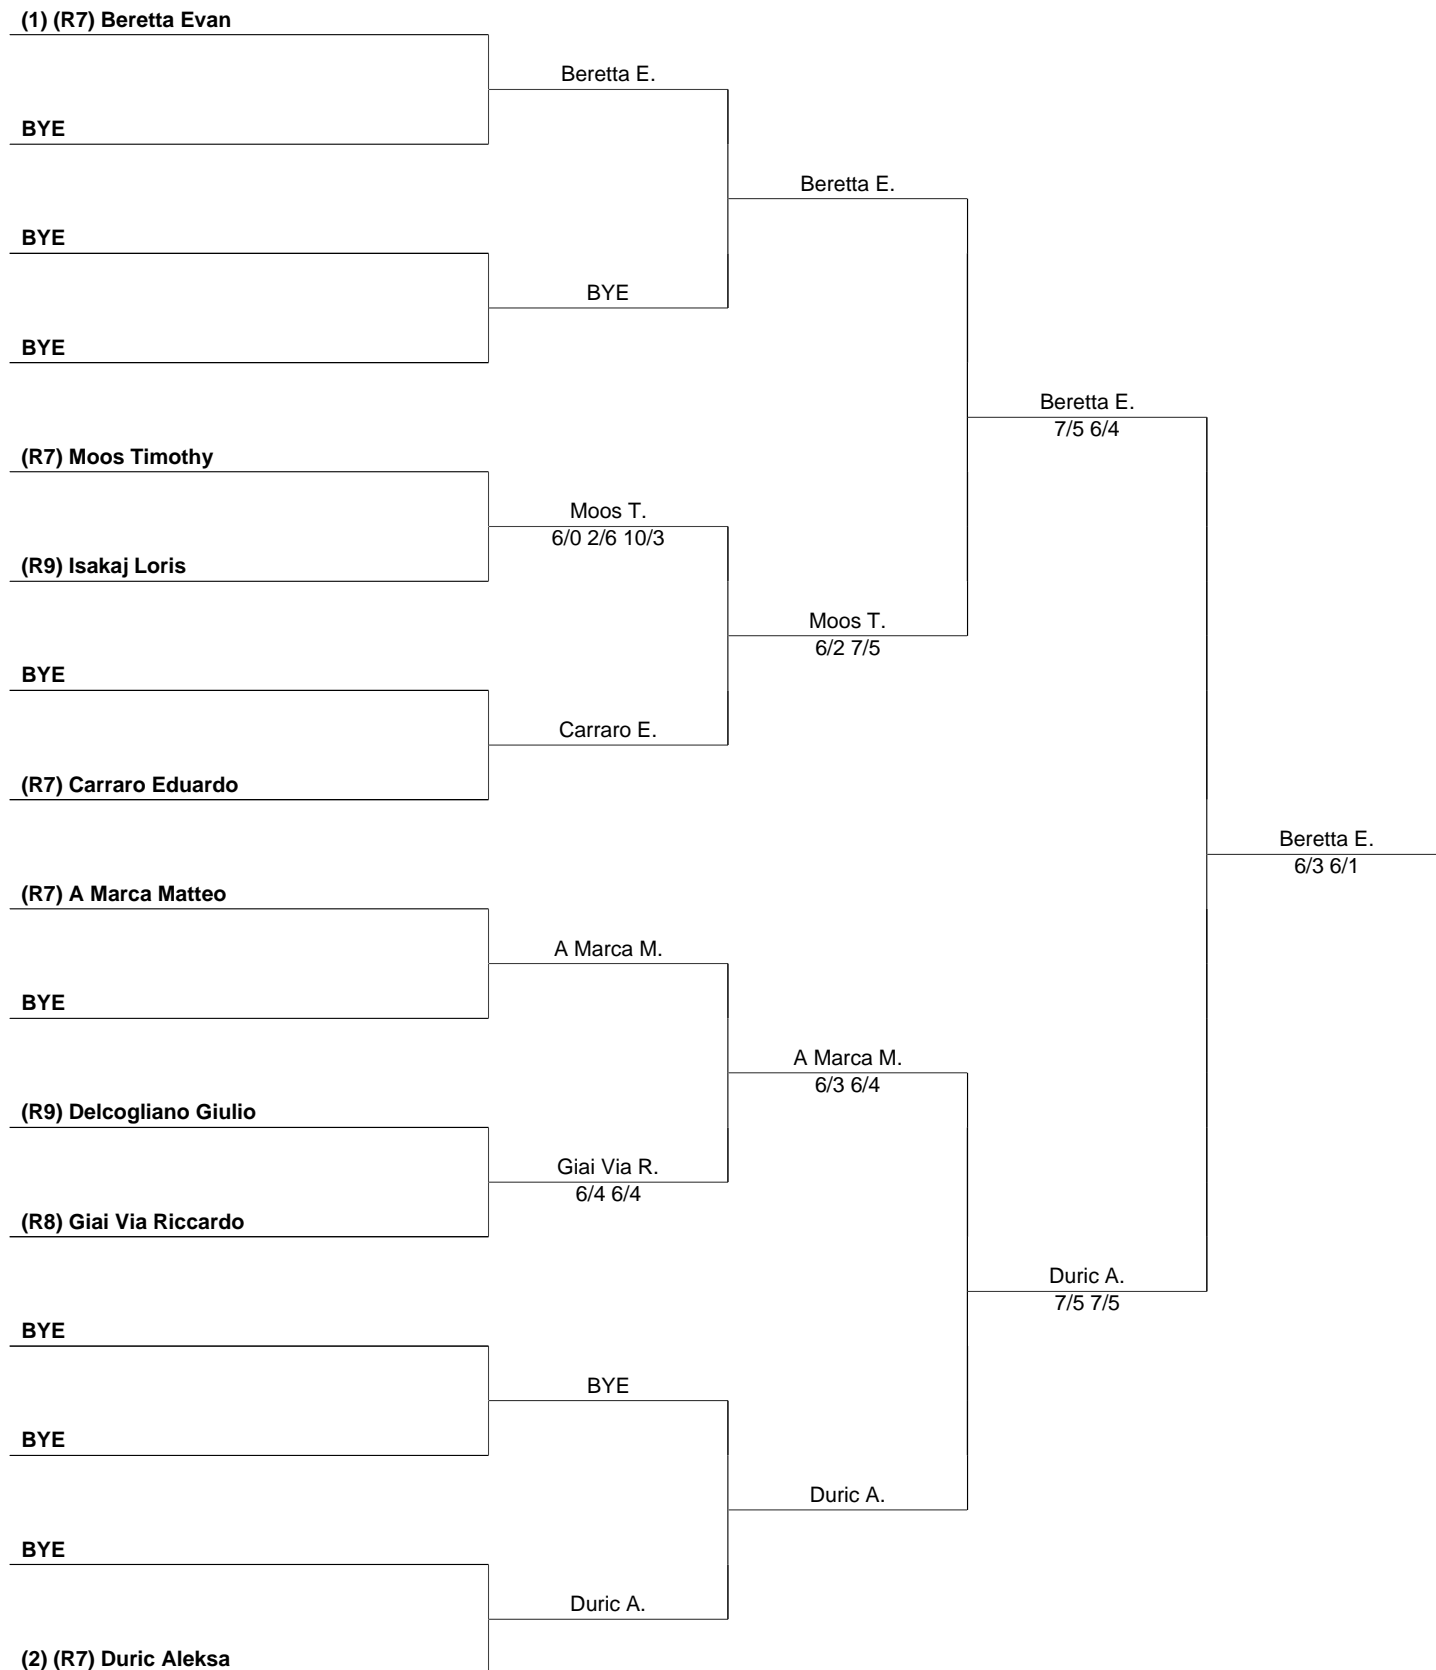 (1) (R7) Beretta Evan
Beretta E.
BYE
Beretta E.
BYE
BYE
BYE
Beretta E.
7/5 6/4
(R7) Moos Timothy
Moos T.
6/0 2/6 10/3
(R9) Isakaj Loris
Moos T.
6/2 7/5
BYE
Carraro E.
(R7) Carraro Eduardo
Beretta E.
6/3 6/1
(R7) A Marca Matteo
A Marca M.
BYE
A Marca M.
6/3 6/4
(R9) Delcogliano Giulio
Giai Via R.
6/4 6/4
(R8) Giai Via Riccardo
Duric A.
7/5 7/5
BYE
BYE
BYE
Duric A.
BYE
Duric A.
(2) (R7) Duric Aleksa